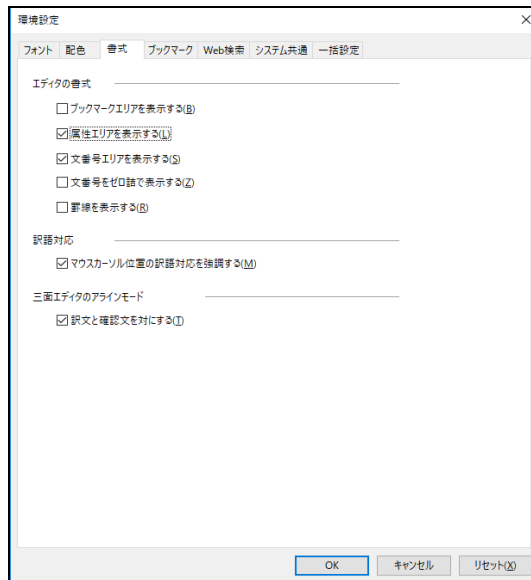 環境設定
フォント 配色 書式 ブックマーク Web検索 システム共通 一括設定
エディタの書式
ブックマークエリアを表示する(B)
属性エリアを表示する(L)
文番号エリアを表示する(S)
文番号をゼロ詰で表示する(Z)
罫線を表示する(R)
訳語対応
マウスカーソル位置の訳語対応を強調する(M)
三面エディタのアラインモード
訳文と確認文を対にする(T)
OK キャンセル リセット(X)